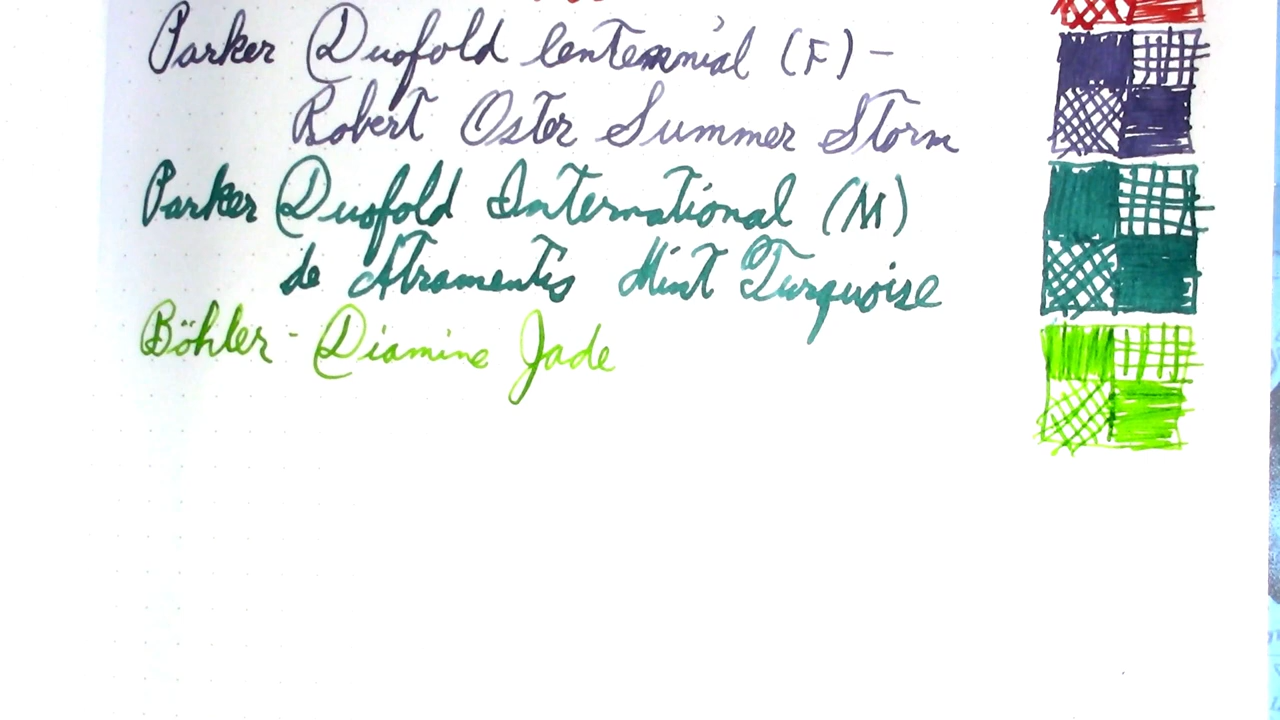 Parker Duofold Centennial (F) –
Robert Oster Summer Storm
Parker Duofold International (M)
de Atramentis Mint Turquoise
Böhler - Diamine Jade